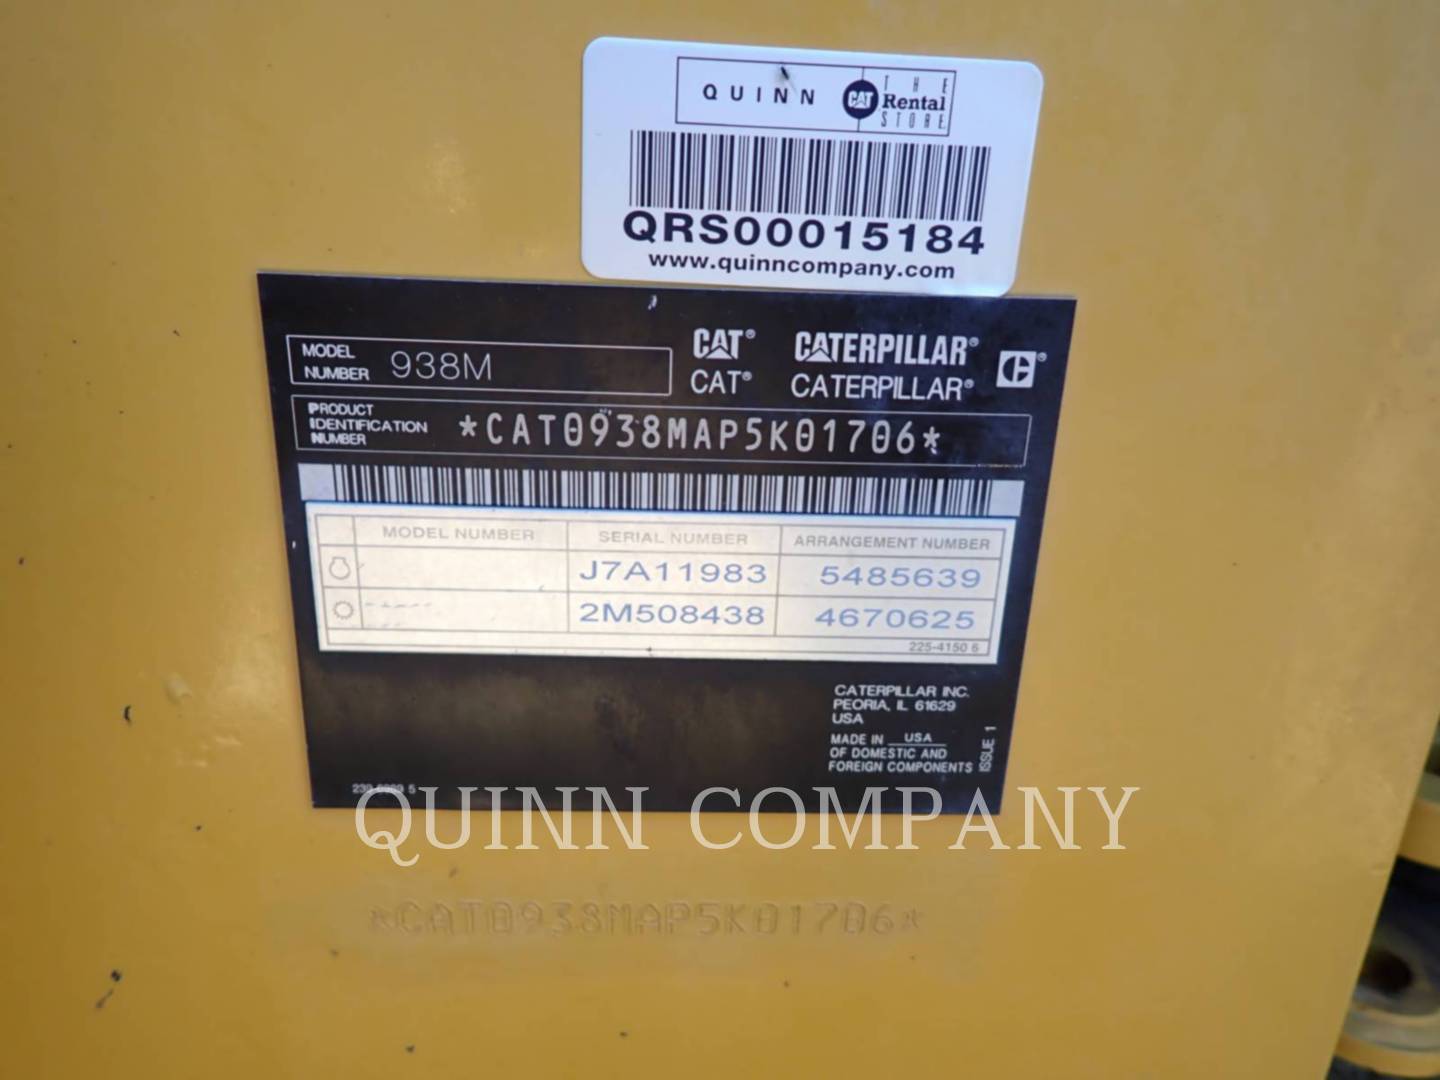 QUINN CAT THE Rental STORE
QRS00015184
www.quinncompany.com
MODEL NUMBER 938M
CAT® CATERPILLAR®
CAT® CATERPILLAR®
PRODUCT IDENTIFICATION NUMBER *CAT0938MAP5K01706*
MODEL NUMBER SERIAL NUMBER ARRANGEMENT NUMBER
J7A11983 5485639
2M508438 4670625
225-4150 6
CATERPILLAR INC.
PEORIA, IL 61629
USA
MADE IN USA
OF DOMESTIC AND
FOREIGN COMPONENTS
ISSUE 1
5
QUINN COMPANY
*CAT0938MAP5K01706*